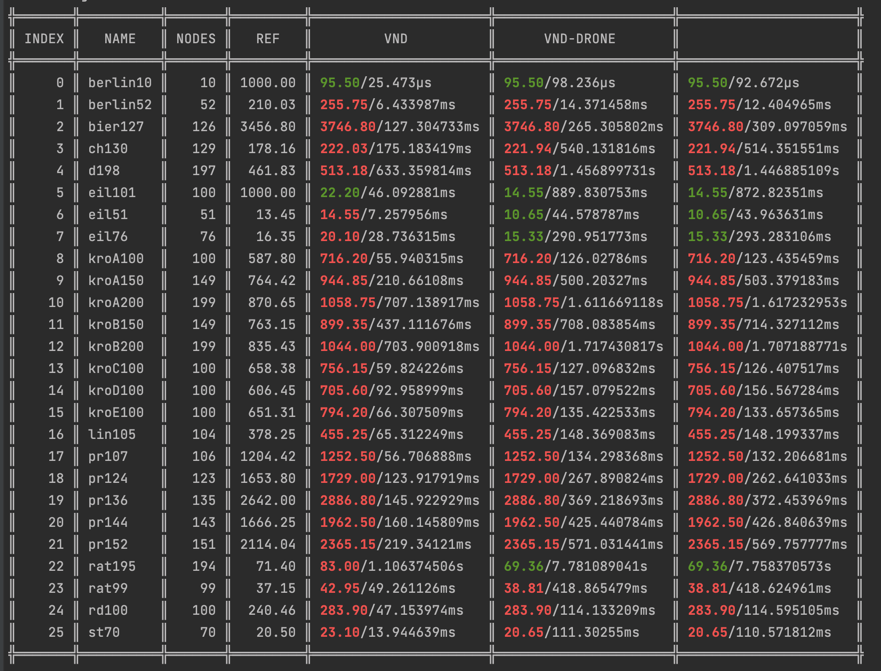 INDEX NAME NODES REF VND VND-DRONE
0 berlin10 10 1000.00 95.50/25.473µs 95.50/98.236µs 95.50/92.672µs
1 berlin52 52 210.03 255.75/6.433987ms 255.75/14.371458ms 255.75/12.404965ms
2 bier127 126 3456.80 3746.80/127.304733ms 3746.80/265.305802ms 3746.80/309.097059ms
3 ch130 129 178.16 222.03/175.183419ms 221.94/540.131816ms 221.94/514.351551ms
4 d198 197 461.83 513.18/633.359814ms 513.18/1.456899731s 513.18/1.446885109s
5 eil101 100 1000.00 22.20/46.092881ms 14.55/889.830753ms 14.55/872.82351ms
6 eil51 51 13.45 14.55/7.257956ms 10.65/44.578787ms 10.65/43.963631ms
7 eil76 76 16.35 20.10/28.736315ms 15.33/290.951773ms 15.33/293.283106ms
8 kroA100 100 587.80 716.20/55.940315ms 716.20/126.02786ms 716.20/123.435459ms
9 kroA150 149 764.42 944.85/210.66108ms 944.85/500.20327ms 944.85/503.379183ms
10 kroA200 199 870.65 1058.75/707.138917ms 1058.75/1.611669118s 1058.75/1.617232953s
11 kroB150 149 763.15 899.35/437.111676ms 899.35/708.083854ms 899.35/714.327112ms
12 kroB200 199 835.43 1044.00/703.900918ms 1044.00/1.717430817s 1044.00/1.707188771s
13 kroC100 100 658.38 756.15/59.824226ms 756.15/127.096832ms 756.15/126.407517ms
14 kroD100 100 606.45 705.60/92.958999ms 705.60/157.079522ms 705.60/156.567284ms
15 kroE100 100 651.31 794.20/66.307509ms 794.20/135.422533ms 794.20/133.657365ms
16 lin105 104 378.25 455.25/65.312249ms 455.25/148.369083ms 455.25/148.199337ms
17 pr107 106 1204.42 1252.50/56.706888ms 1252.50/134.298368ms 1252.50/132.206681ms
18 pr124 123 1653.80 1729.00/123.917919ms 1729.00/267.890824ms 1729.00/262.641033ms
19 pr136 135 2642.00 2886.80/145.922929ms 2886.80/369.218693ms 2886.80/372.453969ms
20 pr144 143 1666.25 1962.50/160.145809ms 1962.50/425.440784ms 1962.50/426.840639ms
21 pr152 151 2114.04 2365.15/219.34121ms 2365.15/571.031441ms 2365.15/569.757777ms
22 rat195 194 71.40 83.00/1.106374506s 69.36/7.781089041s 69.36/7.758370573s
23 rat99 99 37.15 42.95/49.261126ms 38.81/418.865479ms 38.81/418.624961ms
24 rd100 100 240.46 283.90/47.153974ms 283.90/114.133209ms 283.90/114.595105ms
25 st70 70 20.50 23.10/13.944639ms 20.65/111.30255ms 20.65/110.571812ms